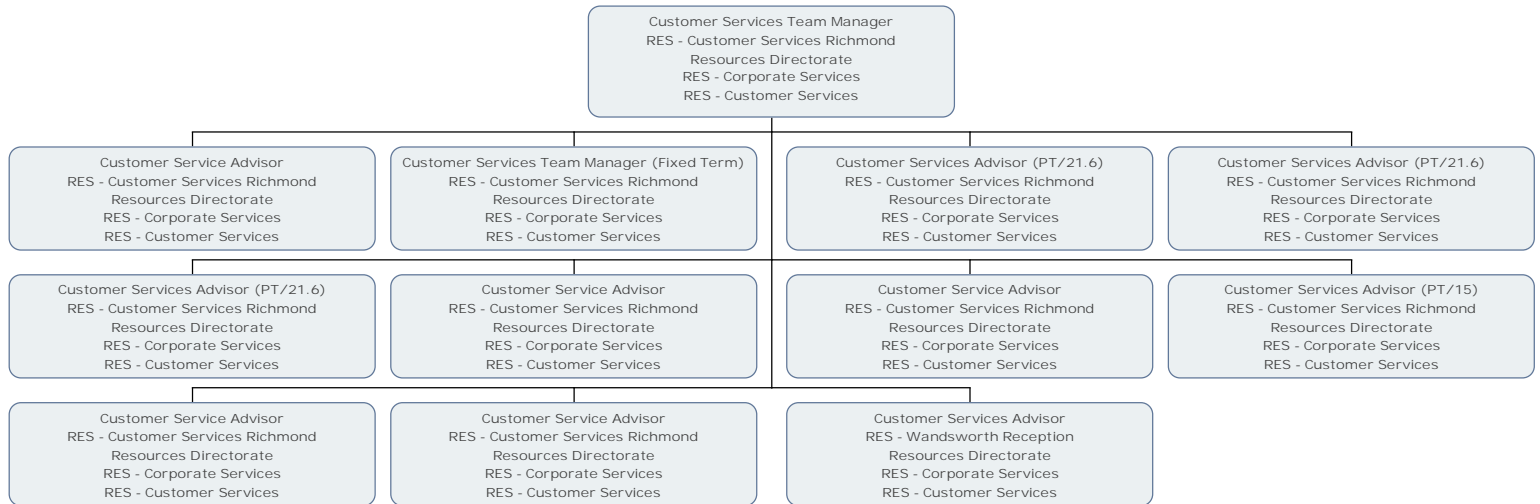 Customer Services Team Manager
RES - Customer Services Richmond
Resources Directorate
RES - Corporate Services
RES - Customer Services
Customer Service Advisor
RES - Customer Services Richmond
Resources Directorate
RES - Corporate Services
RES - Customer Services
Customer Services Team Manager (Fixed Term)
RES - Customer Services Richmond
Resources Directorate
RES - Corporate Services
RES - Customer Services
Customer Services Advisor (PT/21.6)
RES - Customer Services Richmond
Resources Directorate
RES - Corporate Services
RES - Customer Services
Customer Services Advisor (PT/21.6)
RES - Customer Services Richmond
Resources Directorate
RES - Corporate Services
RES - Customer Services
Customer Services Advisor (PT/21.6)
RES - Customer Services Richmond
Resources Directorate
RES - Corporate Services
RES - Customer Services
Customer Service Advisor
RES - Customer Services Richmond
Resources Directorate
RES - Corporate Services
RES - Customer Services
Customer Service Advisor
RES - Customer Services Richmond
Resources Directorate
RES - Corporate Services
RES - Customer Services
Customer Services Advisor (PT/15)
RES - Customer Services Richmond
Resources Directorate
RES - Corporate Services
RES - Customer Services
Customer Service Advisor
RES - Customer Services Richmond
Resources Directorate
RES - Corporate Services
RES - Customer Services
Customer Service Advisor
RES - Customer Services Richmond
Resources Directorate
RES - Corporate Services
RES - Customer Services
Customer Services Advisor
RES - Wandsworth Reception
Resources Directorate
RES - Corporate Services
RES - Customer Services